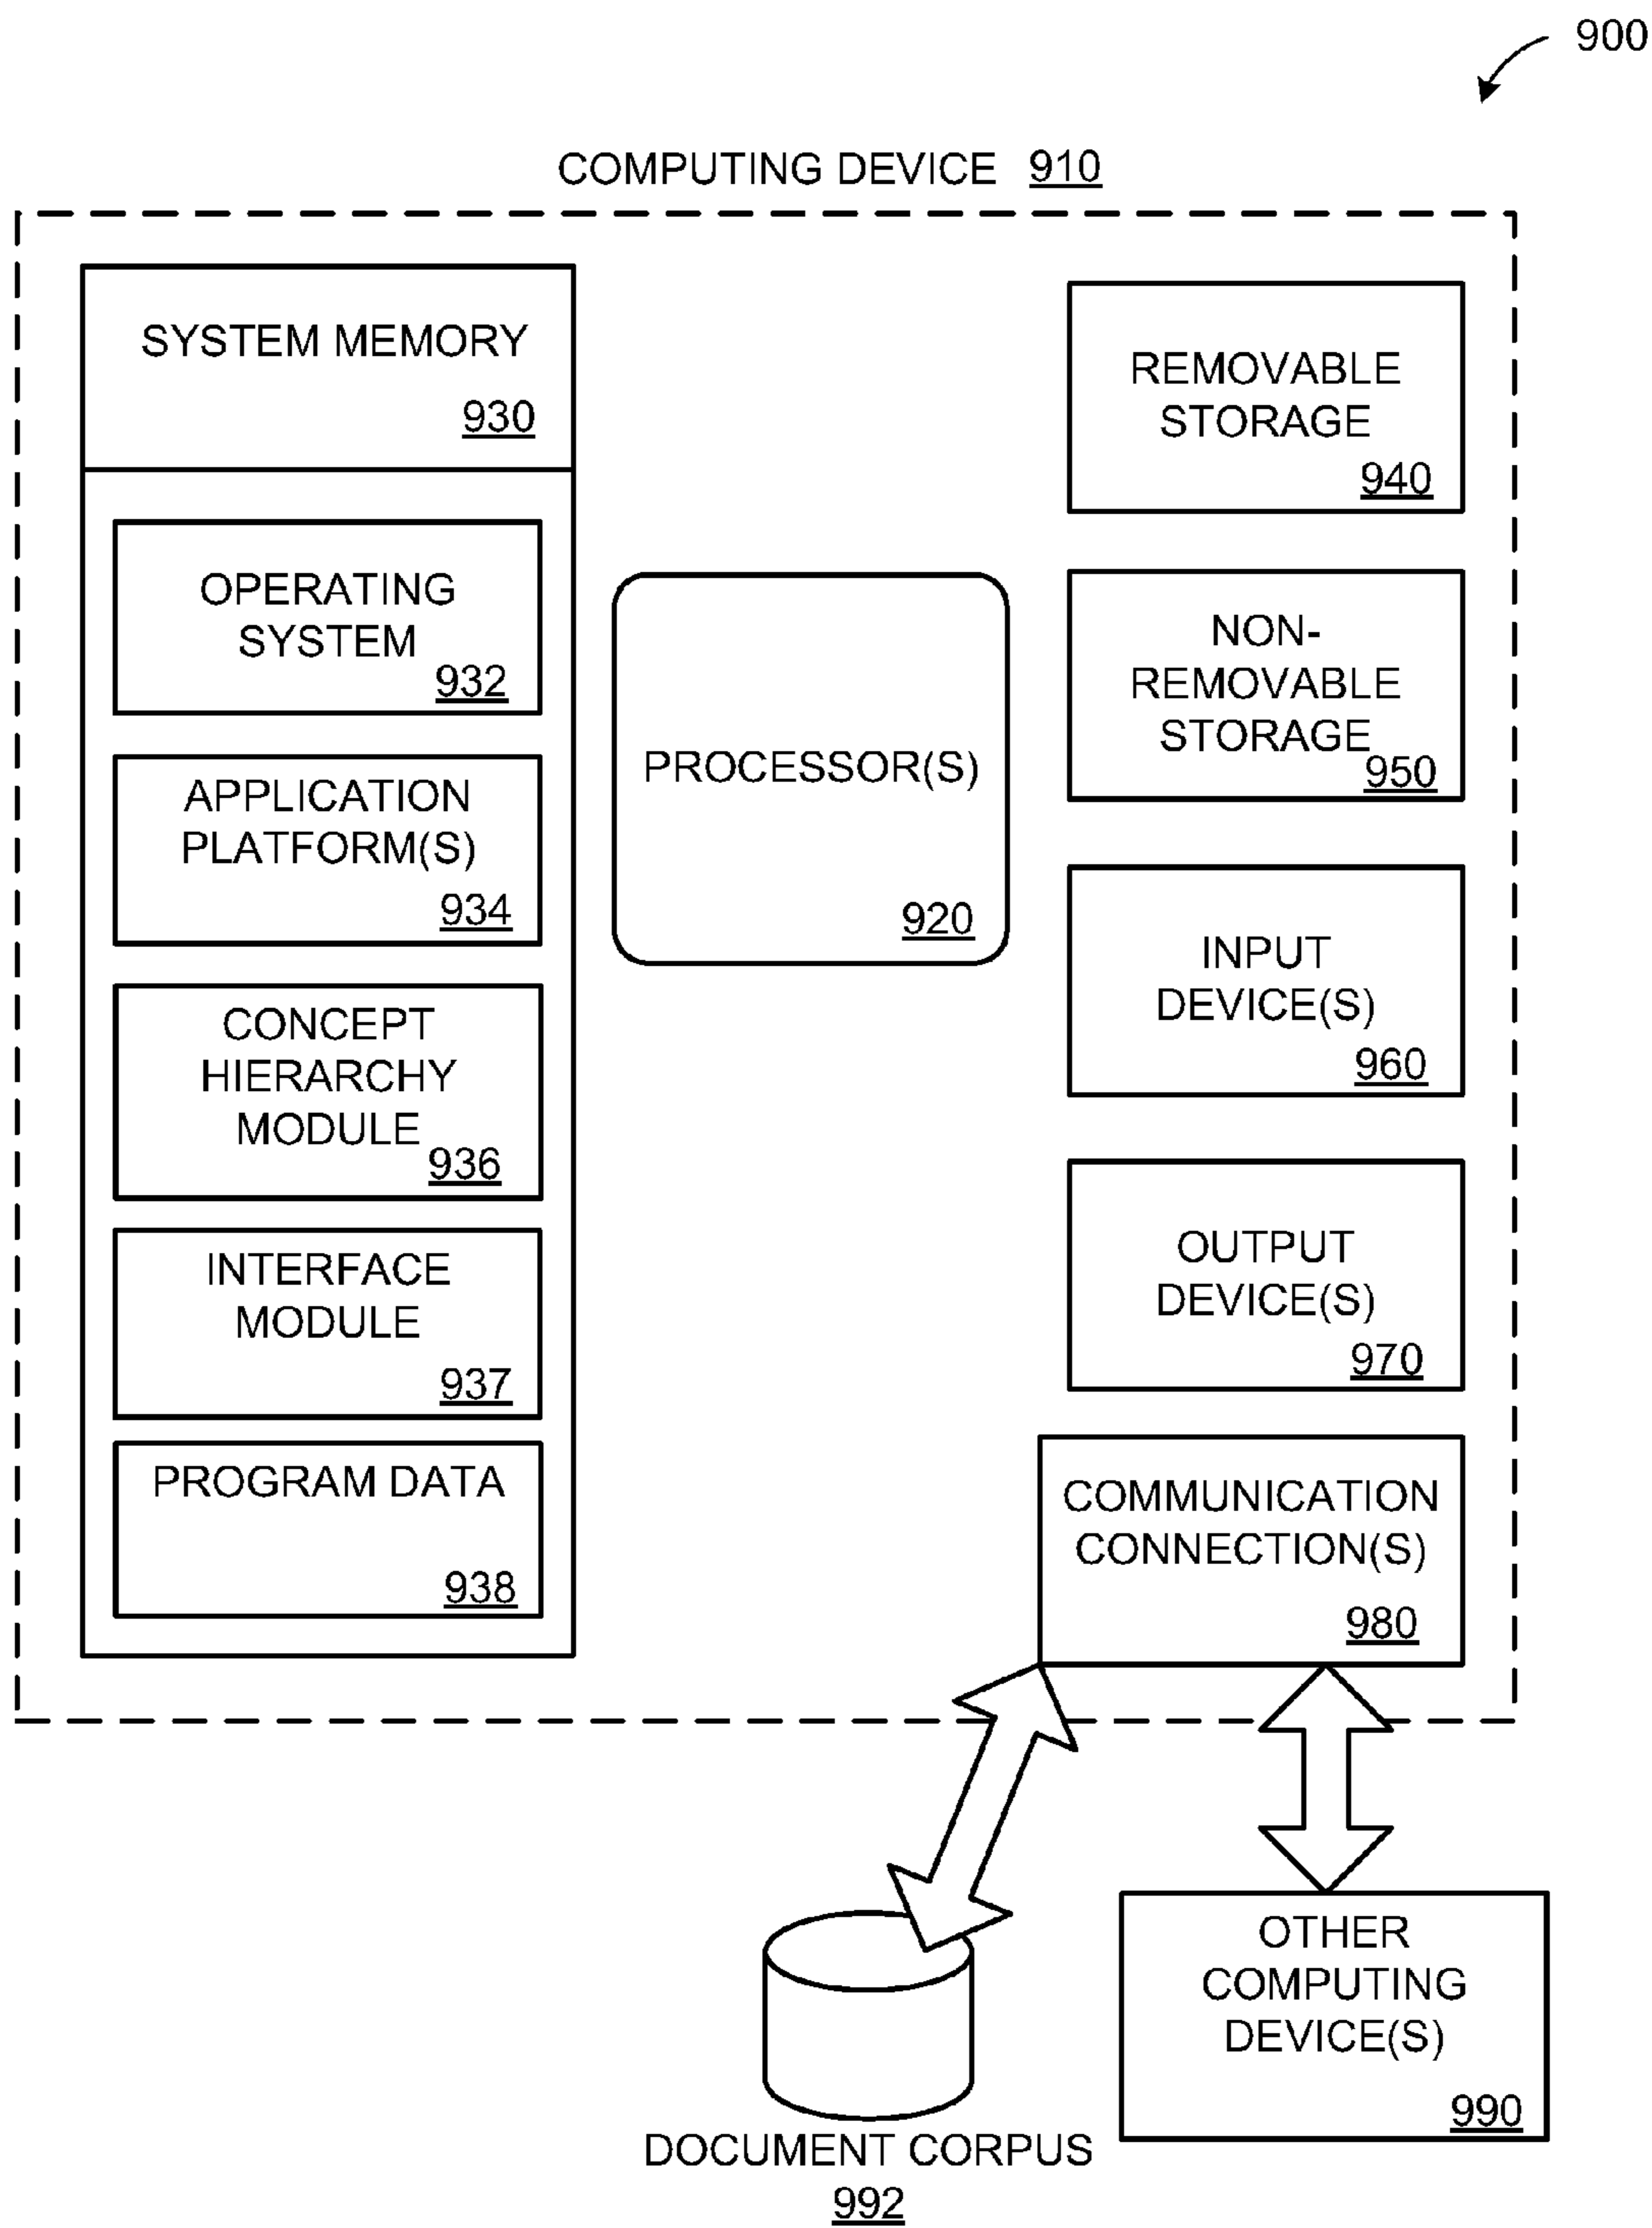 900
COMPUTING DEVICE 910
SYSTEM MEMORY
930
OPERATING
SYSTEM
932
APPLICATION
PLATFORM(S)
934
CONCEPT
HIERARCHY
MODULE
936
INTERFACE
MODULE
937
PROGRAM DATA
938
PROCESSOR(S)
920
REMOVABLE
STORAGE
940
NON-
REMOVABLE
STORAGE
950
INPUT
DEVICE(S)
960
OUTPUT
DEVICE(S)
970
COMMUNICATION
CONNECTION(S)
980
OTHER
COMPUTING
DEVICE(S)
990
DOCUMENT CORPUS
992